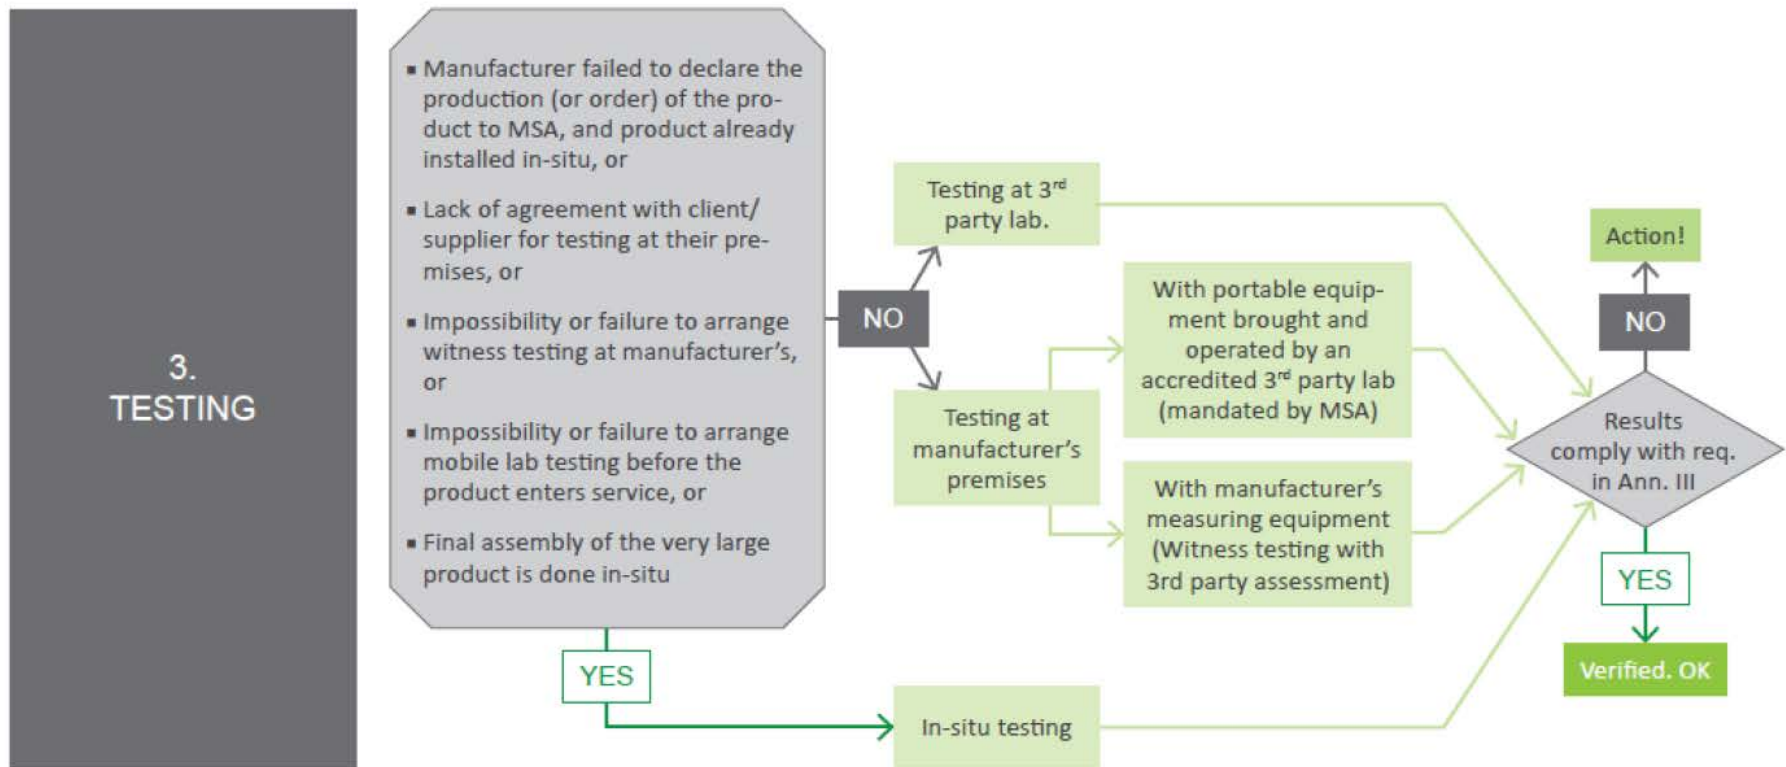 3.
TESTING
▪ Manufacturer failed to declare the
production (or order) of the pro-
duct to MSA, and product already
installed in-situ, or
▪ Lack of agreement with client/
supplier for testing at their pre-
mises, or
▪ Impossibility or failure to arrange
witness testing at manufacturer’s,
or
▪ Impossibility or failure to arrange
mobile lab testing before the
product enters service, or
▪ Final assembly of the very large
product is done in-situ
NO
YES
Testing at 3rd
party lab.
Testing at
manufacturer’s
premises
With portable equip-
ment brought and
operated by an
accredited 3rd party lab
(mandated by MSA)
With manufacturer’s
measuring equipment
(Witness testing with
3rd party assessment)
In-situ testing
Action!
NO
Results
comply with req.
in Ann. III
YES
Verified. OK